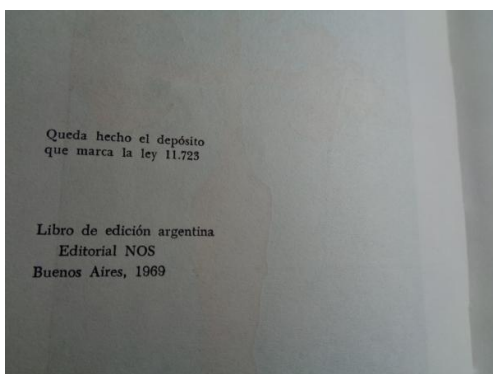 Queda hecho el depósito
que marca la ley 11.723
Libro de edición argentina
Editorial NOS
Buenos Aires, 1969